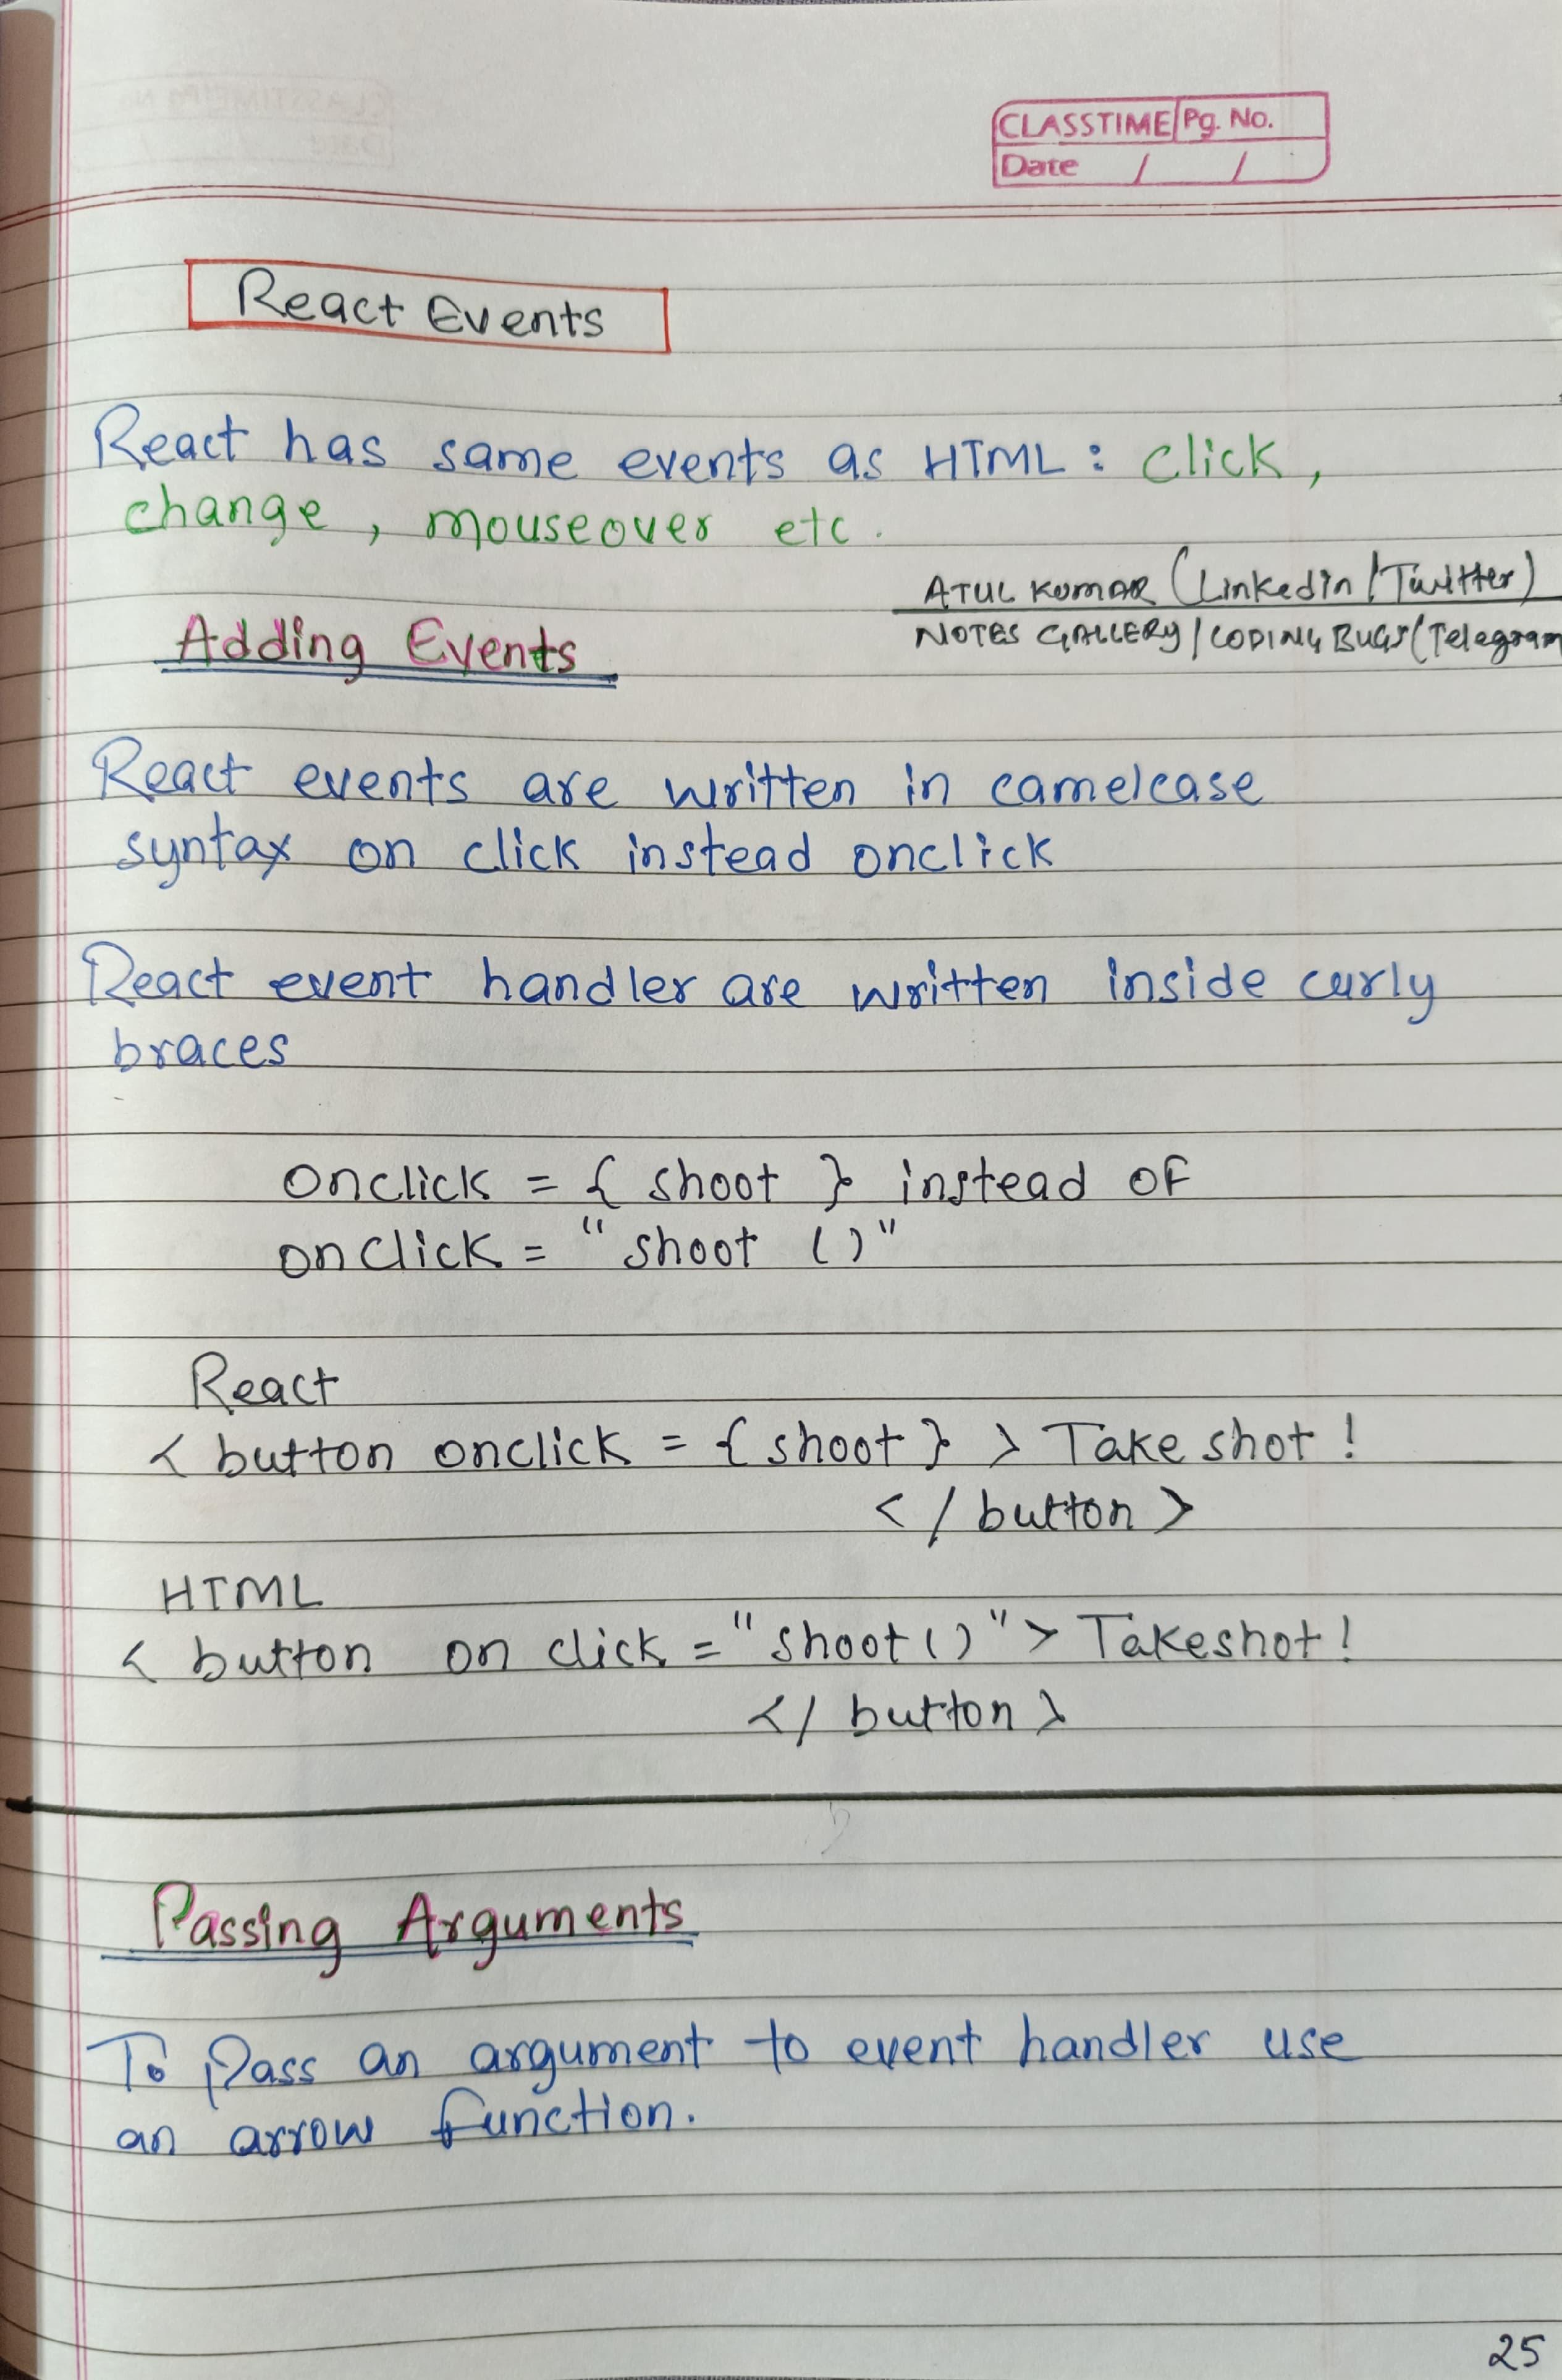 CLASSTIME Pg. No.
Date / /
React Events
React has same events as HTML : click,
change, mouseover etc.
ATUL KUMAR (LinkedIn / Twitter)
NOTES GALLERY / CODING BUGS (Telegram
Adding Events
React events are written in camelcase
syntax on click instead onclick
React event handler are written inside curly
braces
onclick = { shoot } instead of
onclick = "shoot ()"
React
< button onclick = {shoot} > Take shot !
</ button >
HTML
< button on click = "shoot()" > Takeshot !
</ button >
Passing Arguments
To Pass an argument to event handler use
an arrow function.
25